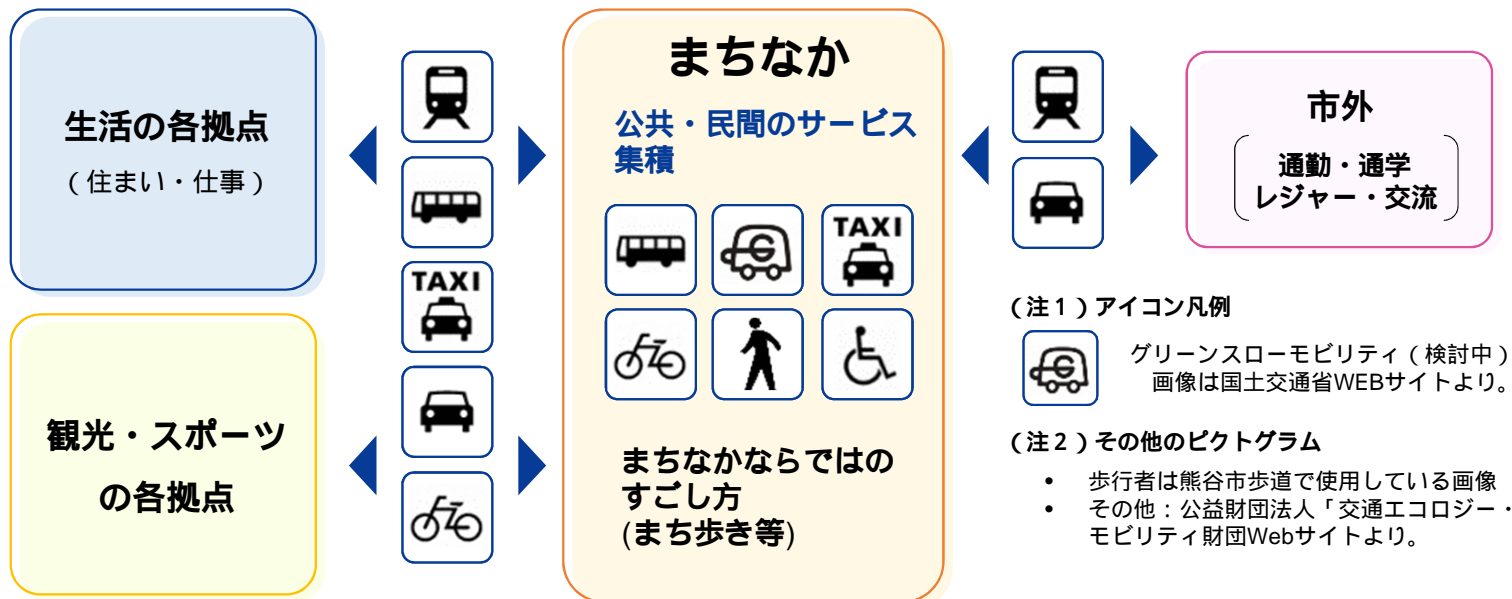 生活の各拠点
（住まい・仕事）
観光・スポーツ
の各拠点
TAXI
まちなか
公共・民間のサービス
集積
TAXI
まちなかならではの
すごし方
(まち歩き等)
市外
通勤・通学
レジャー・交流
（注１）アイコン凡例
グリーンスローモビリティ（検討中）
画像は国土交通省WEBサイトより。
（注２）その他のピクトグラム
• 歩行者は熊谷市歩道で使用している画像
• その他：公益財団法人「交通エコロジー・
モビリティ財団Webサイトより。